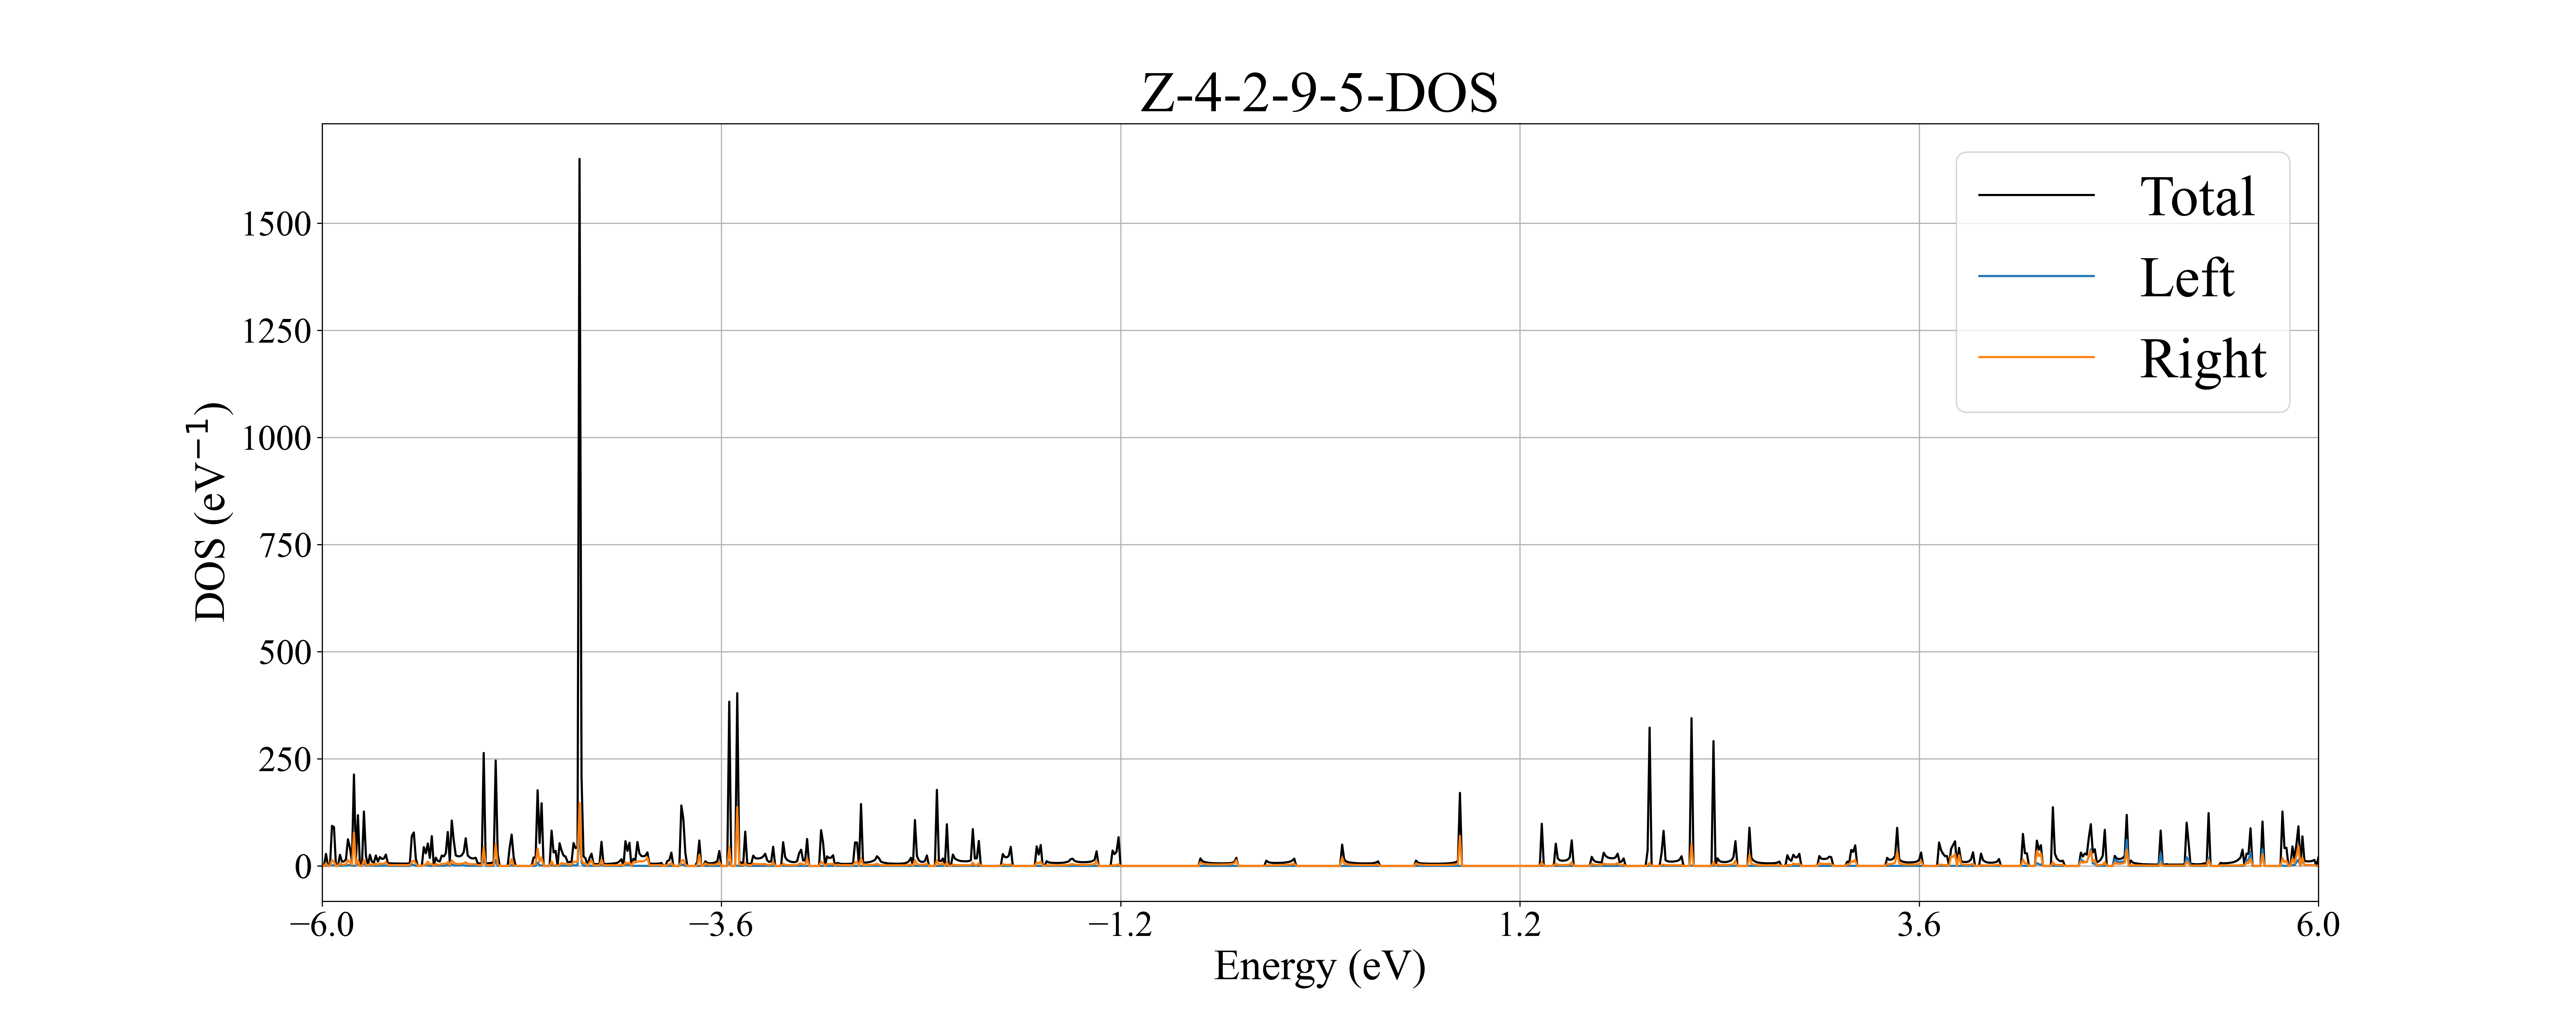 Z-4-2-9-5-DOS
Total
Left
Right
1500
1250
1000
750
500
250
0
DOS (eV⁻¹)
−6.0 −3.6 −1.2 1.2 3.6 6.0
Energy (eV)